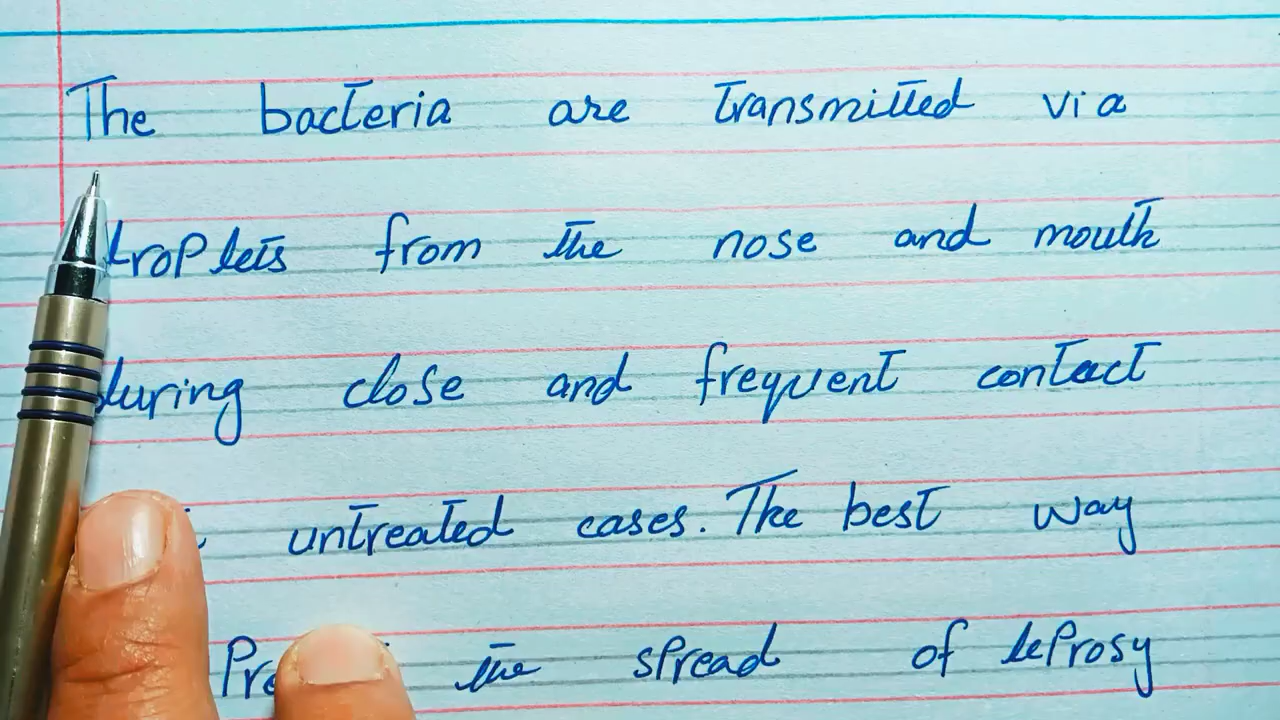 The bacteria are transmitted via
droplets from the nose and mouth
during close and frequent contact
untreated cases. The best way
the spread of leprosy